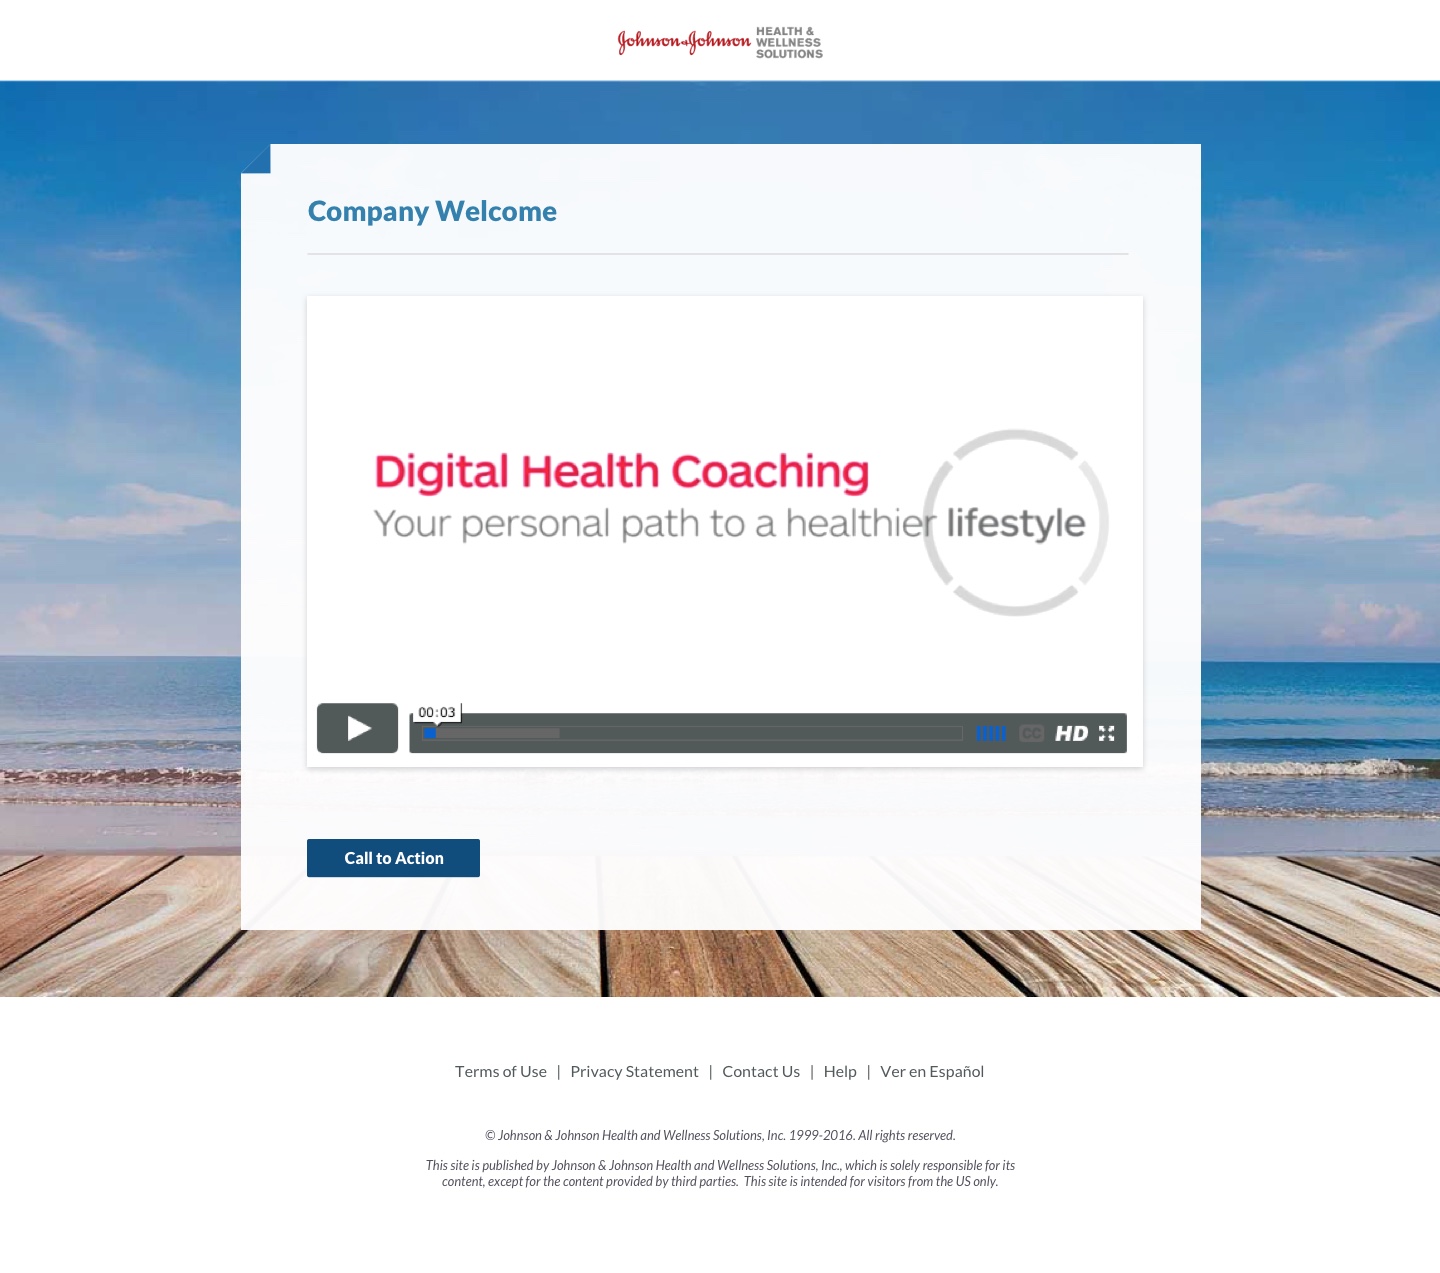 Johnson & Johnson HEALTH &
WELLNESS
SOLUTIONS
Company Welcome
Digital Health Coaching
Your personal path to a healthier lifestyle
00:03
CC HD
Call to Action
Terms of Use | Privacy Statement | Contact Us | Help | Ver en Español
© Johnson & Johnson Health and Wellness Solutions, Inc. 1999-2016. All rights reserved.
This site is published by Johnson & Johnson Health and Wellness Solutions, Inc., which is solely responsible for its
content, except for the content provided by third parties. This site is intended for visitors from the US only.